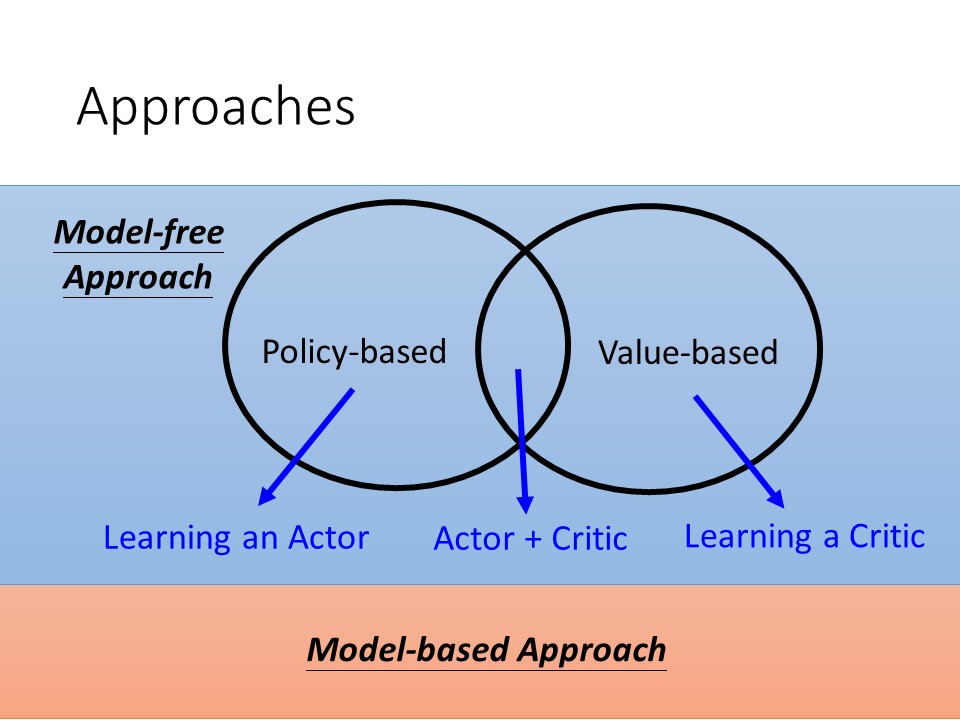 Approaches
Model-free
Approach
Policy-based
Value-based
Learning an Actor
Actor + Critic
Learning a Critic
Model-based Approach